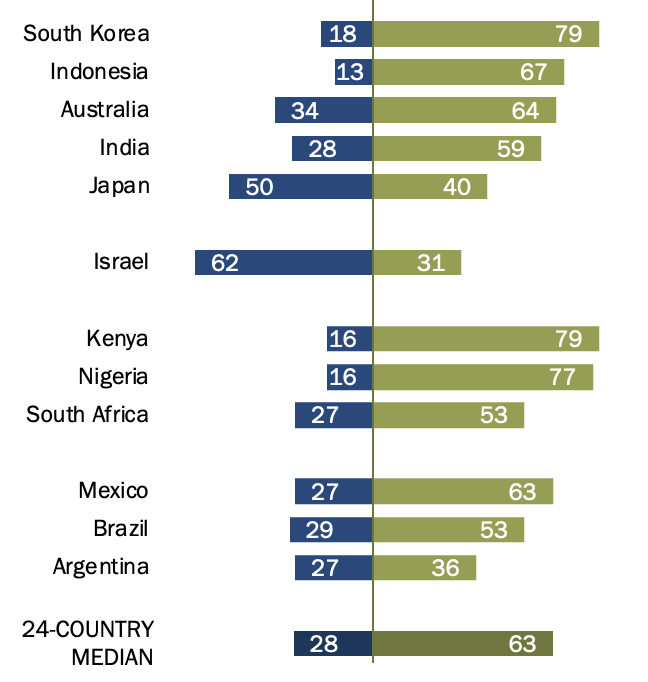 South Korea 18 79
Indonesia 13 67
Australia 34 64
India 28 59
Japan 50 40
Israel 62 31
Kenya 16 79
Nigeria 16 77
South Africa 27 53
Mexico 27 63
Brazil 29 53
Argentina 27 36
24-COUNTRY
MEDIAN 28 63